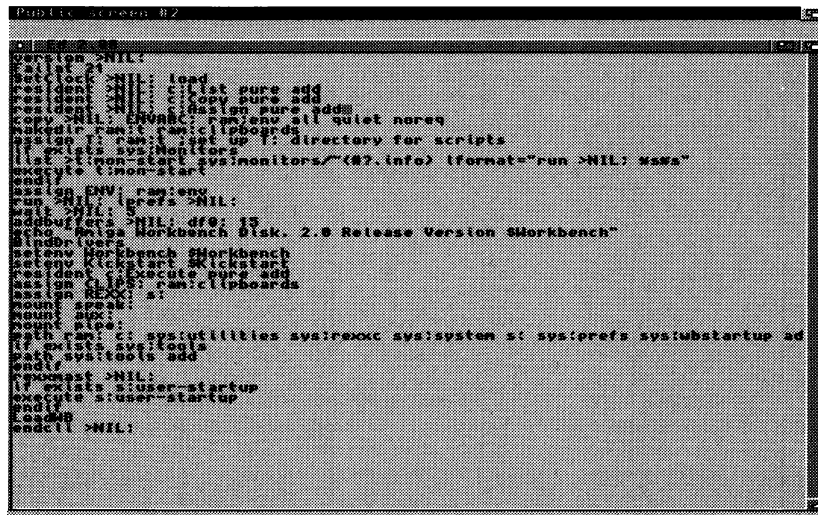 Public screen #2
Ed 2.00
version >NIL:
Failat 21
SetClock >NIL: load
resident >NIL: c:List pure add
resident >NIL: c:Copy pure add
resident >NIL: c:Assign pure add
copy >NIL: ENVARC: ram:env all quiet noreq
makedir ram:t ram:clipboards
assign T: ram:t ;set up T: directory for scripts
if exists sys:Monitors
list >t:mon-start sys:monitors/~(#?.info) lformat="run >NIL: %s%s"
execute t:mon-start
endif
assign ENV: ram:env
run >NIL: iprefs >NIL:
wait >NIL: 5
addbuffers >NIL: df0: 15
echo "Amiga Workbench Disk. 2.0 Release Version $Workbench"
BindDrivers
setenv Workbench $Workbench
setenv Kickstart $Kickstart
resident c:Execute pure add
assign CLIPS: ram:clipboards
assign REXX: s:
mount speak:
mount aux:
mount pipe:
path ram: c: sys:utilities sys:rexxc sys:system s: sys:prefs sys:wbstartup ad
if exists sys:tools
path sys:tools add
endif
rexxmast >NIL:
if exists s:user-startup
execute s:user-startup
endif
LoadWB
endcli >NIL: